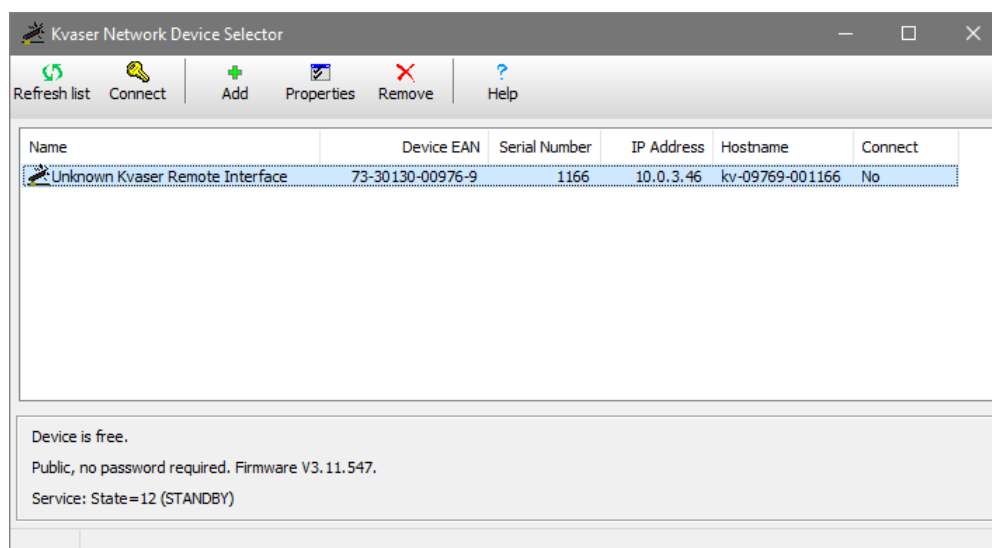 Kvaser Network Device Selector
Refresh list Connect Add Properties Remove Help
Name Device EAN Serial Number IP Address Hostname Connect
Unknown Kvaser Remote Interface 73-30130-00976-9 1166 10.0.3.46 kv-09769-001166 No
Device is free.
Public, no password required. Firmware V3.11.547.
Service: State=12 (STANDBY)